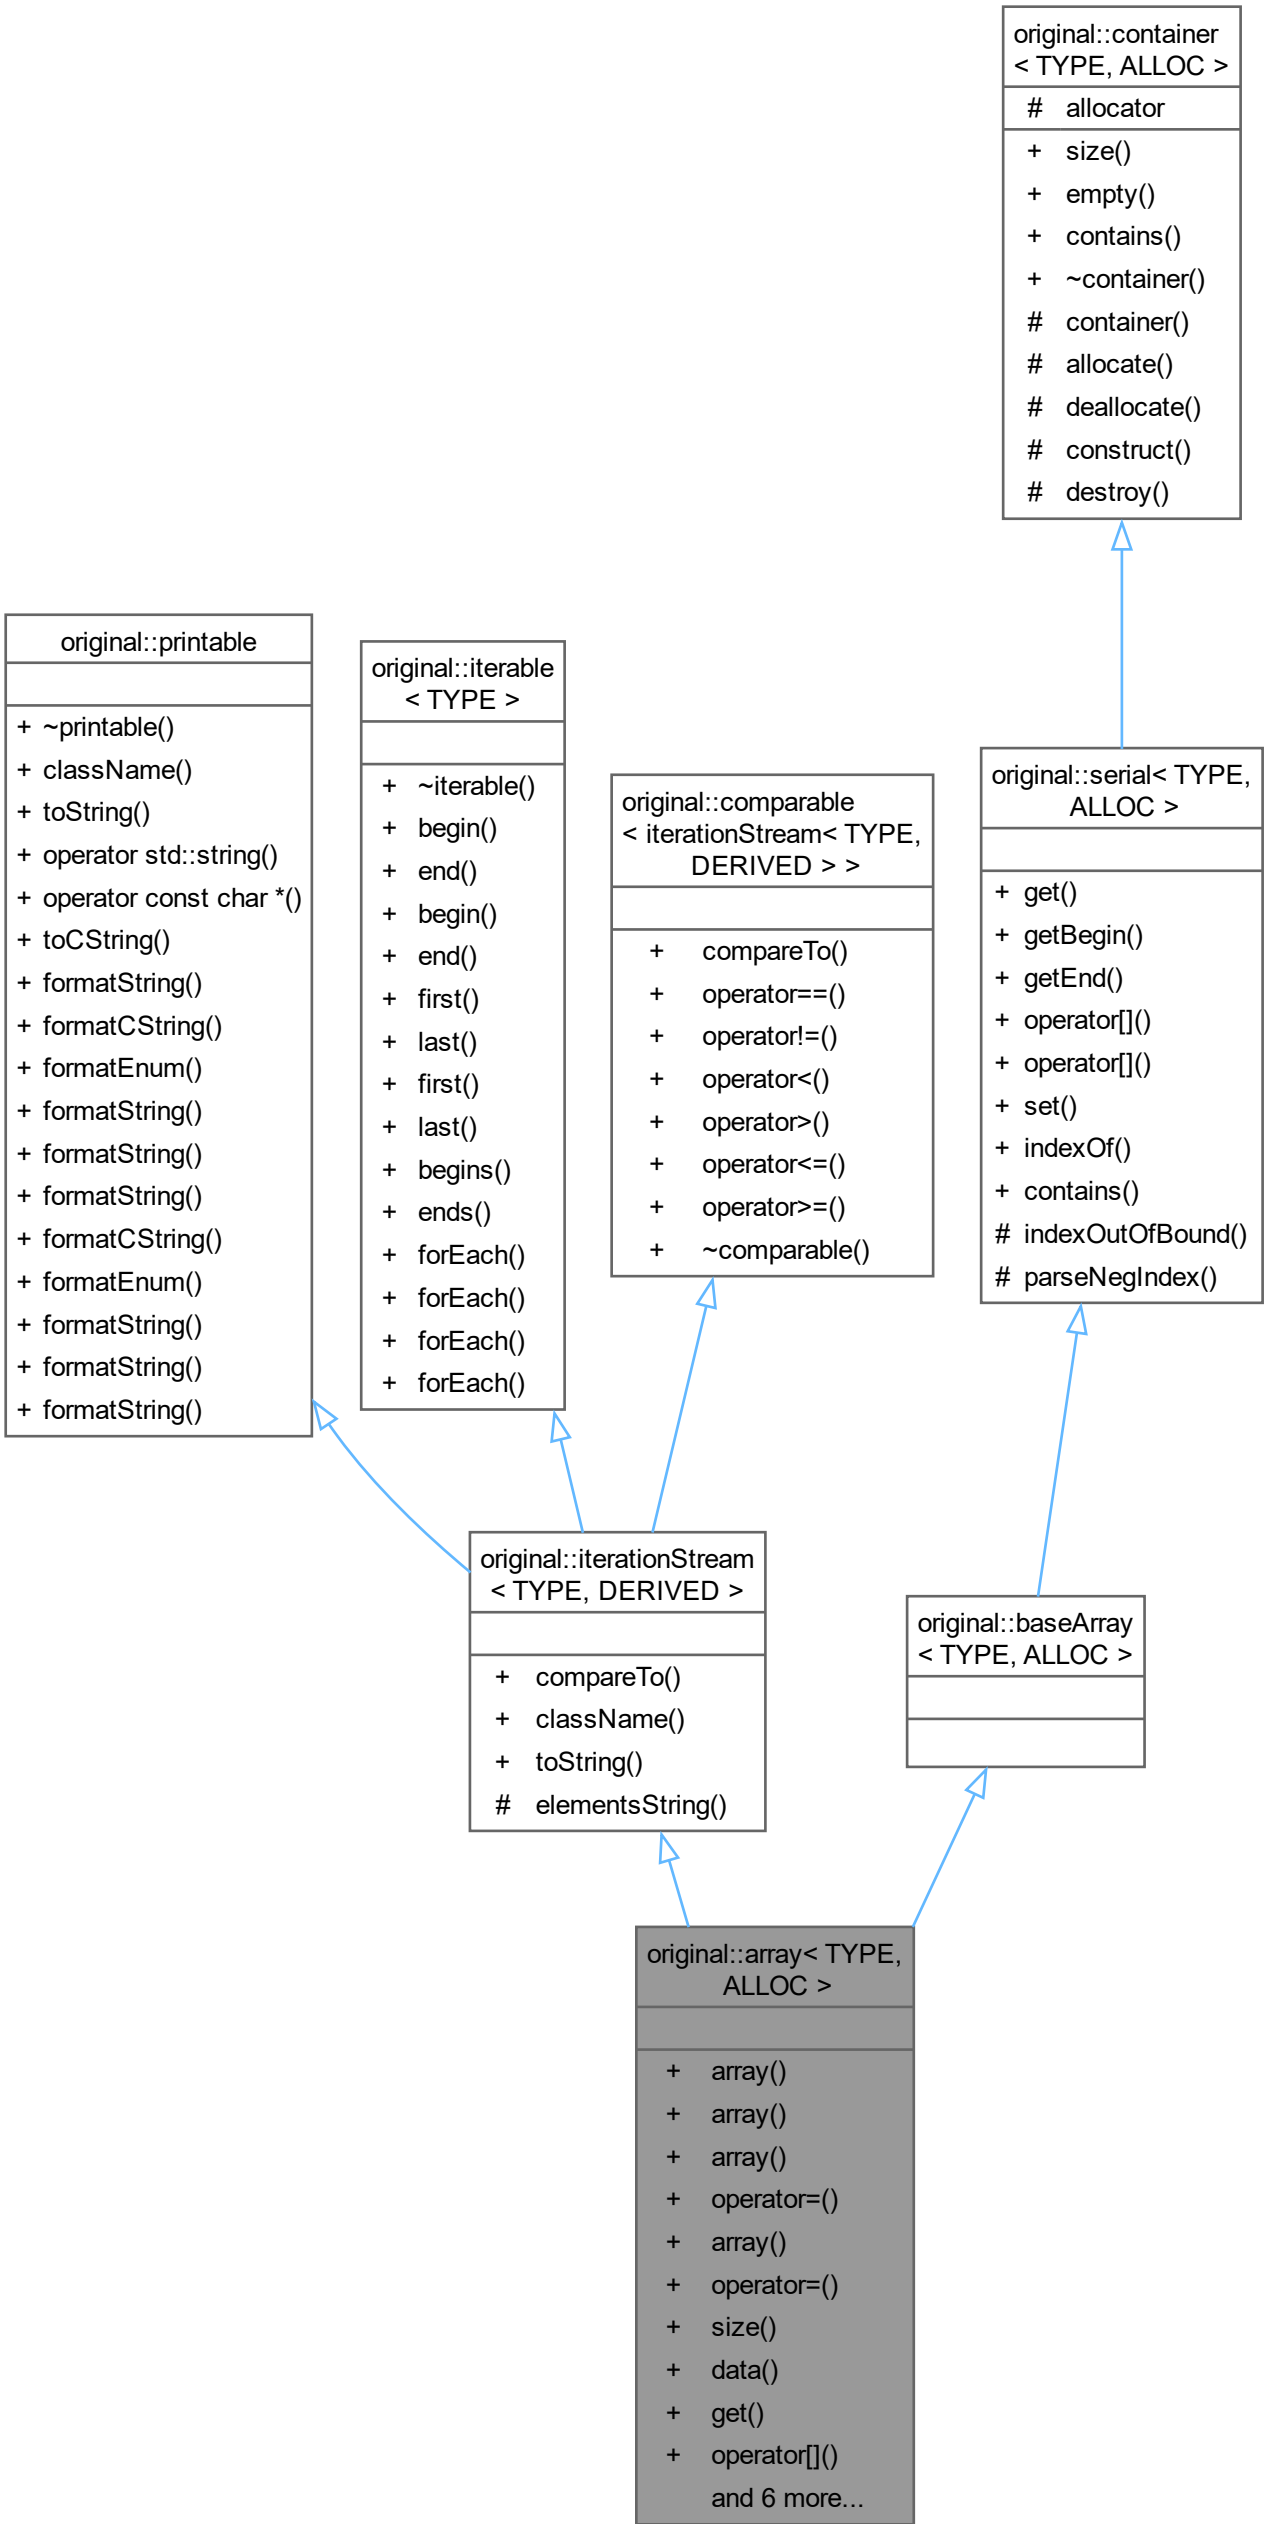 original::container
< TYPE, ALLOC >
# allocator
+ size()
+ empty()
+ contains()
+ ~container()
# container()
# allocate()
# deallocate()
# construct()
# destroy()
original::printable
+ ~printable()
+ className()
+ toString()
+ operator std::string()
+ operator const char *()
+ toCString()
+ formatString()
+ formatCString()
+ formatEnum()
+ formatString()
+ formatString()
+ formatString()
+ formatCString()
+ formatEnum()
+ formatString()
+ formatString()
+ formatString()
original::iterable
< TYPE >
+ ~iterable()
+ begin()
+ end()
+ begin()
+ end()
+ first()
+ last()
+ first()
+ last()
+ begins()
+ ends()
+ forEach()
+ forEach()
+ forEach()
+ forEach()
original::comparable
< iterationStream< TYPE,
DERIVED > >
+ compareTo()
+ operator==()
+ operator!=()
+ operator<()
+ operator>()
+ operator<=()
+ operator>=()
+ ~comparable()
original::serial< TYPE,
ALLOC >
+ get()
+ getBegin()
+ getEnd()
+ operator[]()
+ operator[]()
+ set()
+ indexOf()
+ contains()
# indexOutOfBound()
# parseNegIndex()
original::iterationStream
< TYPE, DERIVED >
+ compareTo()
+ className()
+ toString()
# elementsString()
original::baseArray
< TYPE, ALLOC >
original::array< TYPE,
ALLOC >
+ array()
+ array()
+ array()
+ operator=()
+ array()
+ operator=()
+ size()
+ data()
+ get()
+ operator[]()
and 6 more...